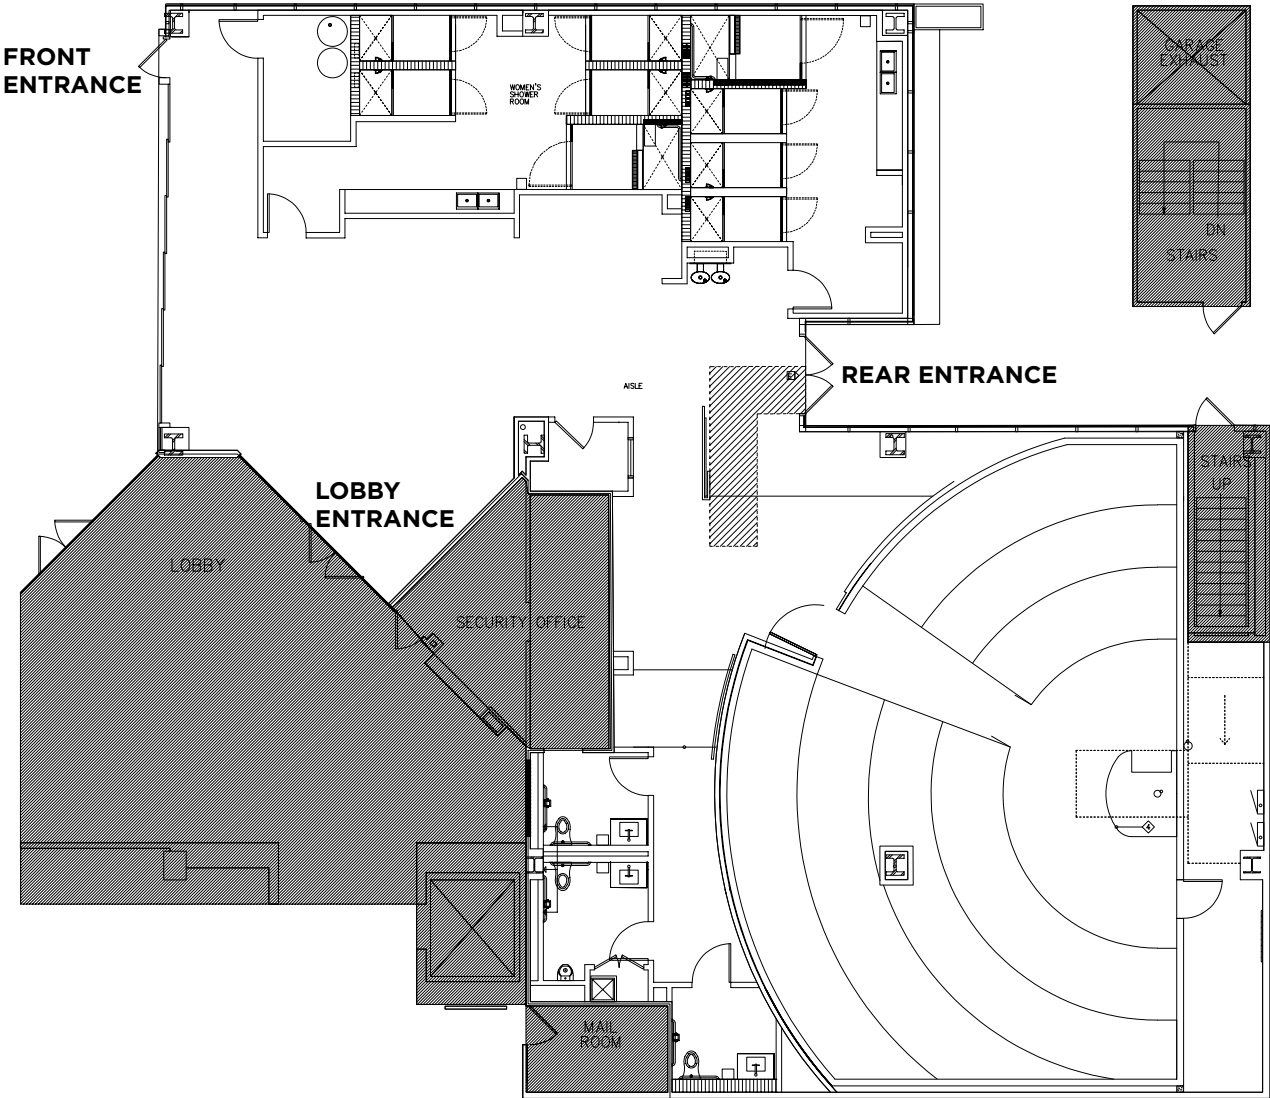 FRONT
ENTRANCE
WOMEN'S
SHOWER
ROOM
GARAGE
EXHAUST
DN
STAIRS
AISLE
REAR ENTRANCE
STAIRS
UP
LOBBY
ENTRANCE
LOBBY
SECURITY OFFICE
4
MAIL
ROOM